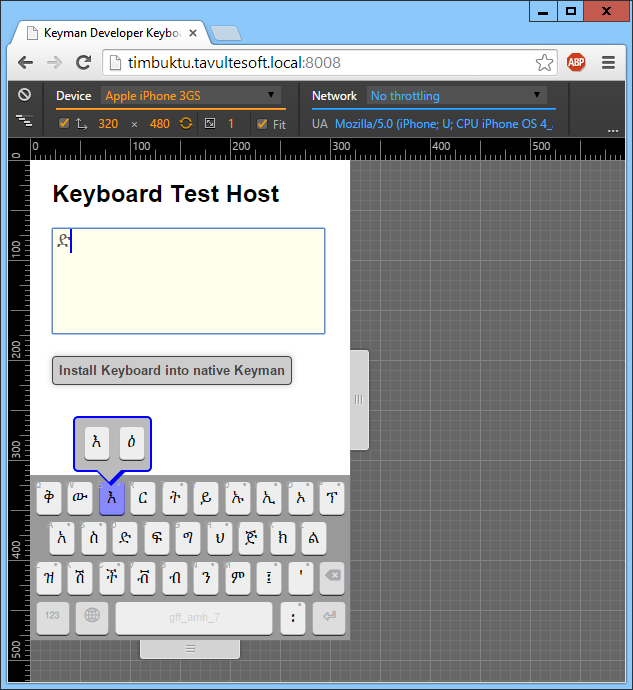 Keyman Developer Keyboa
timbuktu.tavultesoft.local:8008
ABP
Device Apple iPhone 3GS
Network No throttling
320 × 480 1 Fit
UA Mozilla/5.0 (iPhone; U; CPU iPhone OS 4_
...
0 100 200 300 400 500
0
100
200
300
400
500
Keyboard Test Host
ድ
Install Keyboard into native Keyman
እ ዕ
ቅ ው እ ር ት ይ ኡ ኢ ኦ ፕ
አ ስ ድ ፍ ግ ህ ጅ ክ ል
ዝ ሽ ች ቭ ብ ን ም ፤ '
123 gff_amh_7 ፡